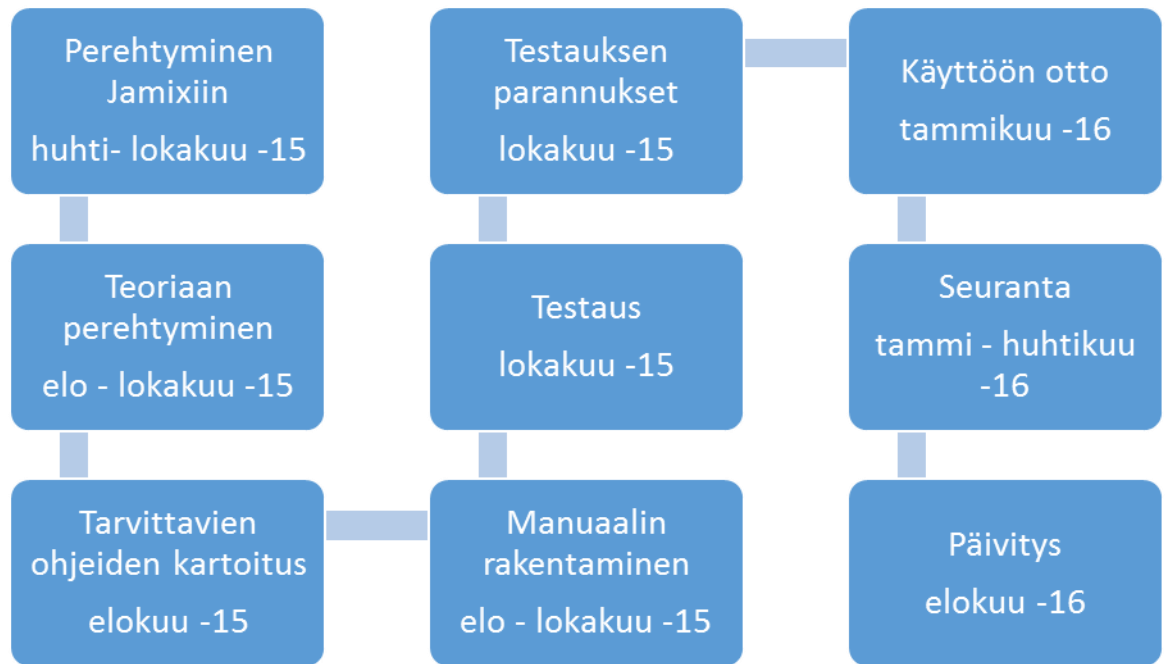 Perehtyminen
Jamixiin
huhti- lokakuu -15
Teoriaan
perehtyminen
elo - lokakuu -15
Tarvittavien
ohjeiden kartoitus
elokuu -15
Manuaalin
rakentaminen
elo - lokakuu -15
Testaus
lokakuu -15
Testauksen
parannukset
lokakuu -15
Käyttöön otto
tammikuu -16
Seuranta
tammi - huhtikuu
-16
Päivitys
elokuu -16